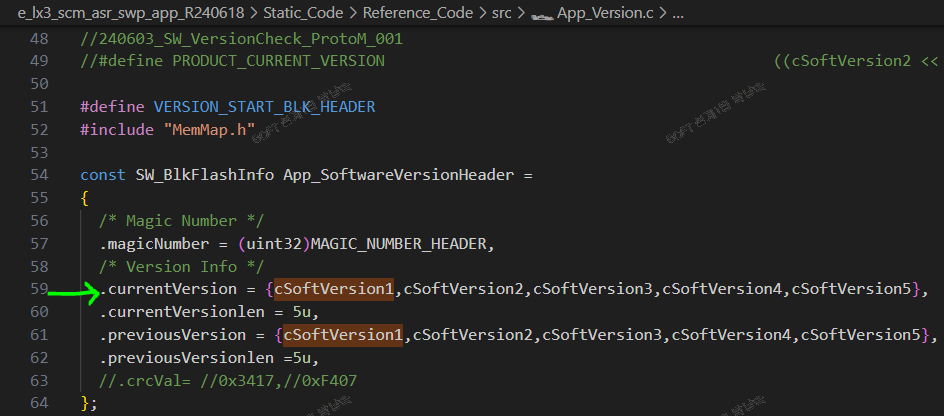 e_lx3_scm_asr_swp_app_R240618 > Static_Code > Reference_Code > src > App_Version.c > ...
48 //240603_SW_VersionCheck_ProtoM_001
49 //#define PRODUCT_CURRENT_VERSION ((cSoftVersion2 <<
50
51 #define VERSION_START_BLK_HEADER
52 #include "MemMap.h"
53
54 const SW_BlkFlashInfo App_SoftwareVersionHeader =
55 {
56 /* Magic Number */
57 .magicNumber = (uint32)MAGIC_NUMBER_HEADER,
58 /* Version Info */
59 .currentVersion = {cSoftVersion1,cSoftVersion2,cSoftVersion3,cSoftVersion4,cSoftVersion5},
60 .currentVersionlen = 5u,
61 .previousVersion = {cSoftVersion1,cSoftVersion2,cSoftVersion3,cSoftVersion4,cSoftVersion5},
62 .previousVersionlen =5u,
63 //.crcVal= //0x3417,//0xF407
64 };